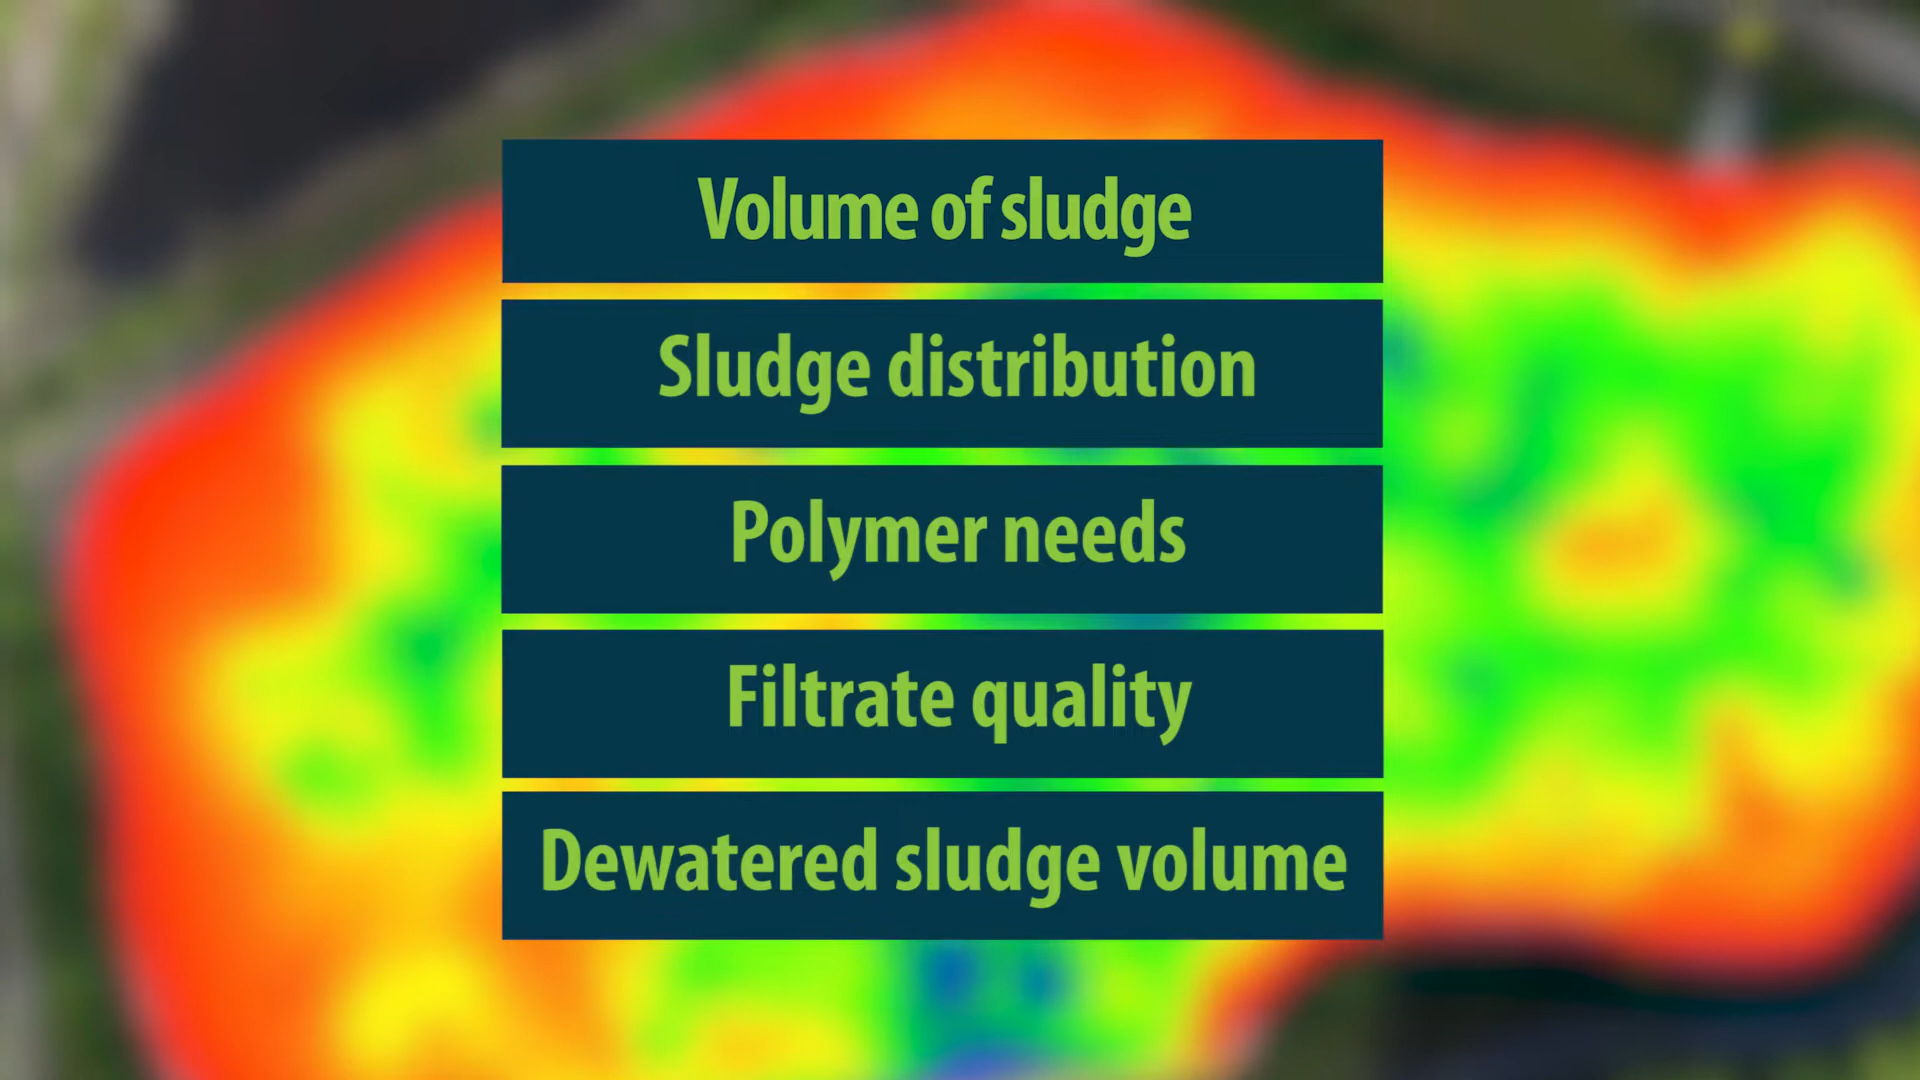 Volume of sludge
Sludge distribution
Polymer needs
Filtrate quality
Dewatered sludge volume